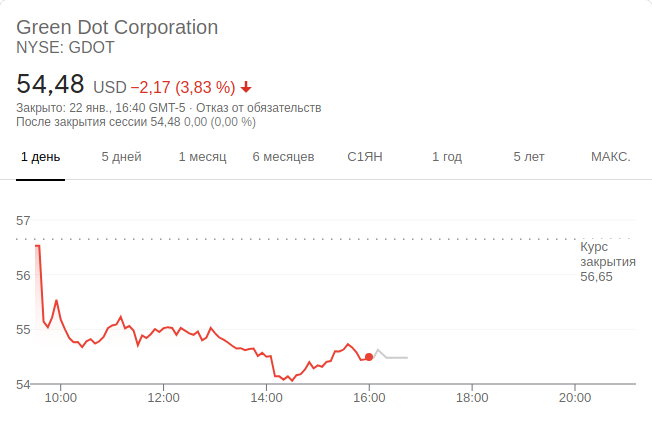 Green Dot Corporation
NYSE: GDOT
54,48 USD −2,17 (3,83 %)
Закрыто: 22 янв., 16:40 GMT-5 · Отказ от обязательств
После закрытия сессии 54,48 0,00 (0,00 %)
1 день 5 дней 1 месяц 6 месяцев С1ЯН 1 год 5 лет МАКС.
57
Курс
закрытия
56,65
56
55
54
10:00 12:00 14:00 16:00 18:00 20:00